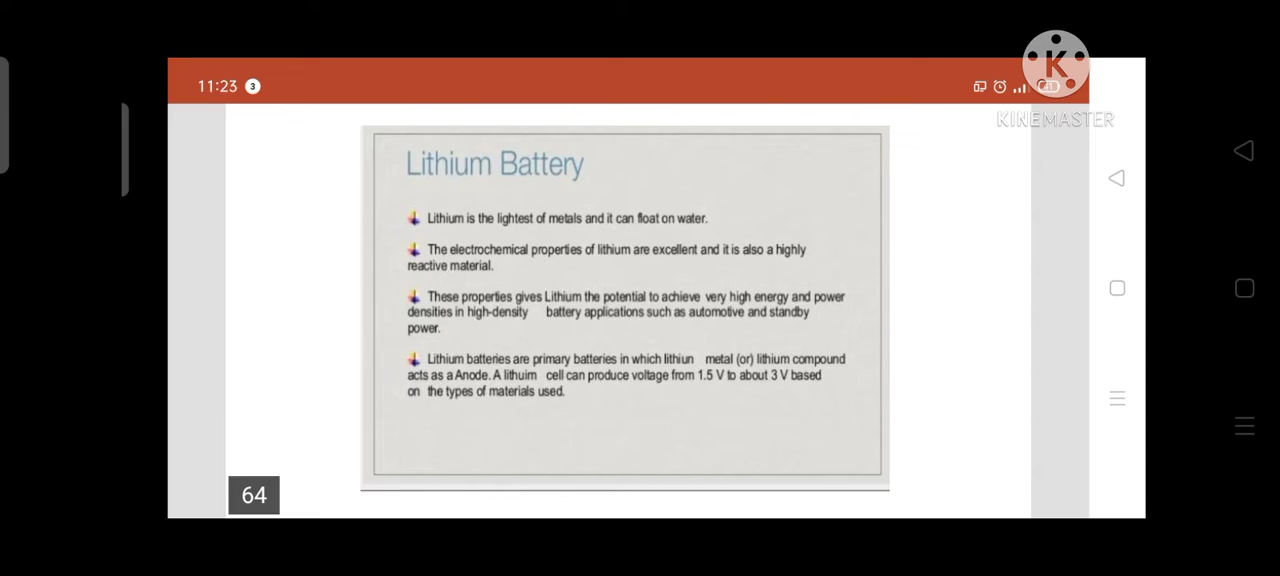 11:23 3
K
KINEMASTER
Lithium Battery
Lithium is the lightest of metals and it can float on water.
The electrochemical properties of lithium are excellent and it is also a highly
reactive material.
These properties gives Lithium the potential to achieve very high energy and power
densities in high-density battery applications such as automotive and standby
power.
Lithium batteries are primary batteries in which lithiun metal (or) lithium compound
acts as a Anode. A lithuim cell can produce voltage from 1.5 V to about 3 V based
on the types of materials used.
64